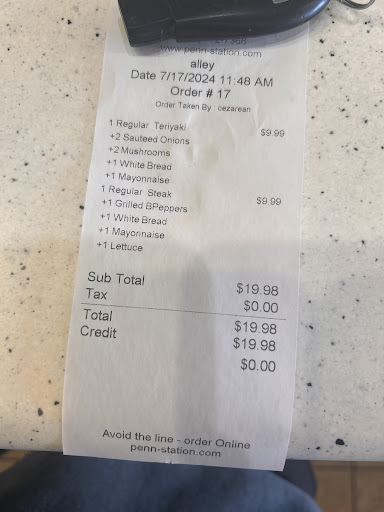 www.penn-station.com
alley
Date 7/17/2024 11:48 AM
Order # 17
Order Taken By : cezarean
1 Regular Teriyaki $9.99
+2 Sauteed Onions
+2 Mushrooms
+1 White Bread
+1 Mayonnaise
1 Regular Steak $9.99
+1 Grilled BPeppers
+1 White Bread
+1 Mayonnaise
+1 Lettuce
Sub Total $19.98
Tax $0.00
Total $19.98
Credit $19.98
$0.00
Avoid the line - order Online
penn-station.com